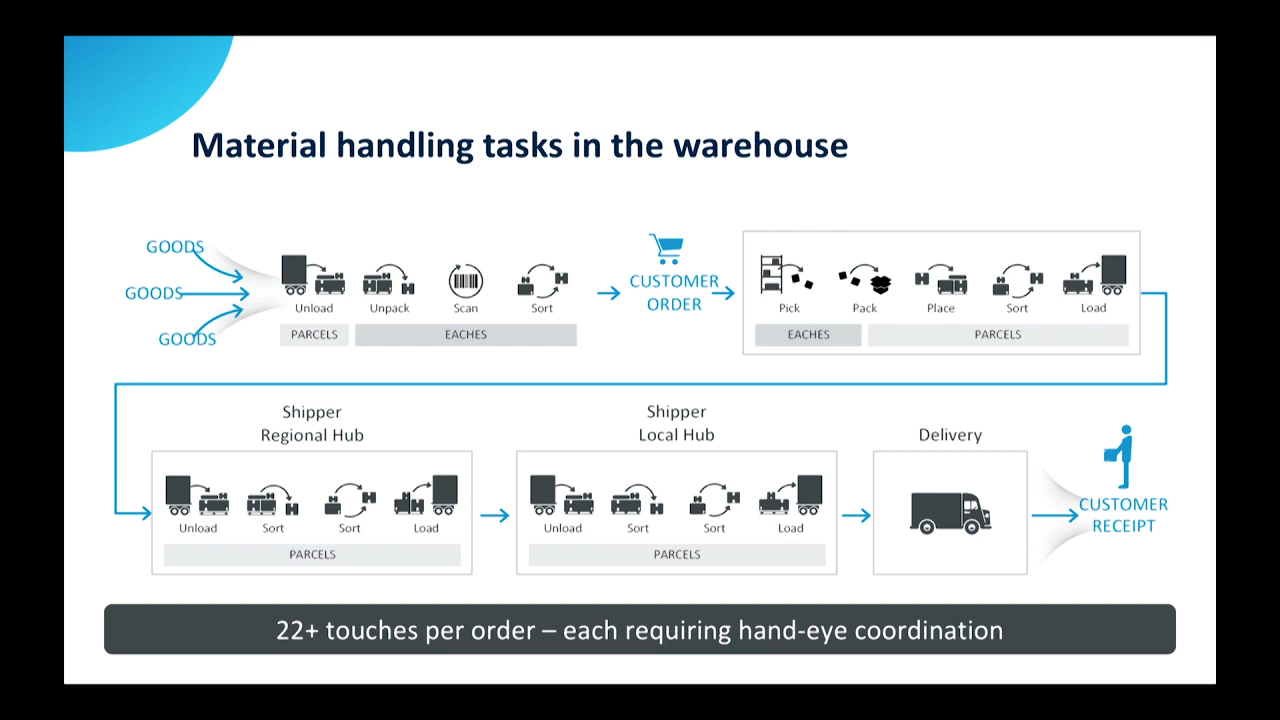 Material handling tasks in the warehouse
GOODS
GOODS
GOODS
Unload
Unpack
Scan
Sort
PARCELS
EACHES
CUSTOMER
ORDER
Pick
Pack
Place
Sort
Load
EACHES
PARCELS
Shipper
Regional Hub
Unload
Sort
Sort
Load
PARCELS
Shipper
Local Hub
Unload
Sort
Sort
Load
PARCELS
Delivery
CUSTOMER
RECEIPT
22+ touches per order – each requiring hand-eye coordination